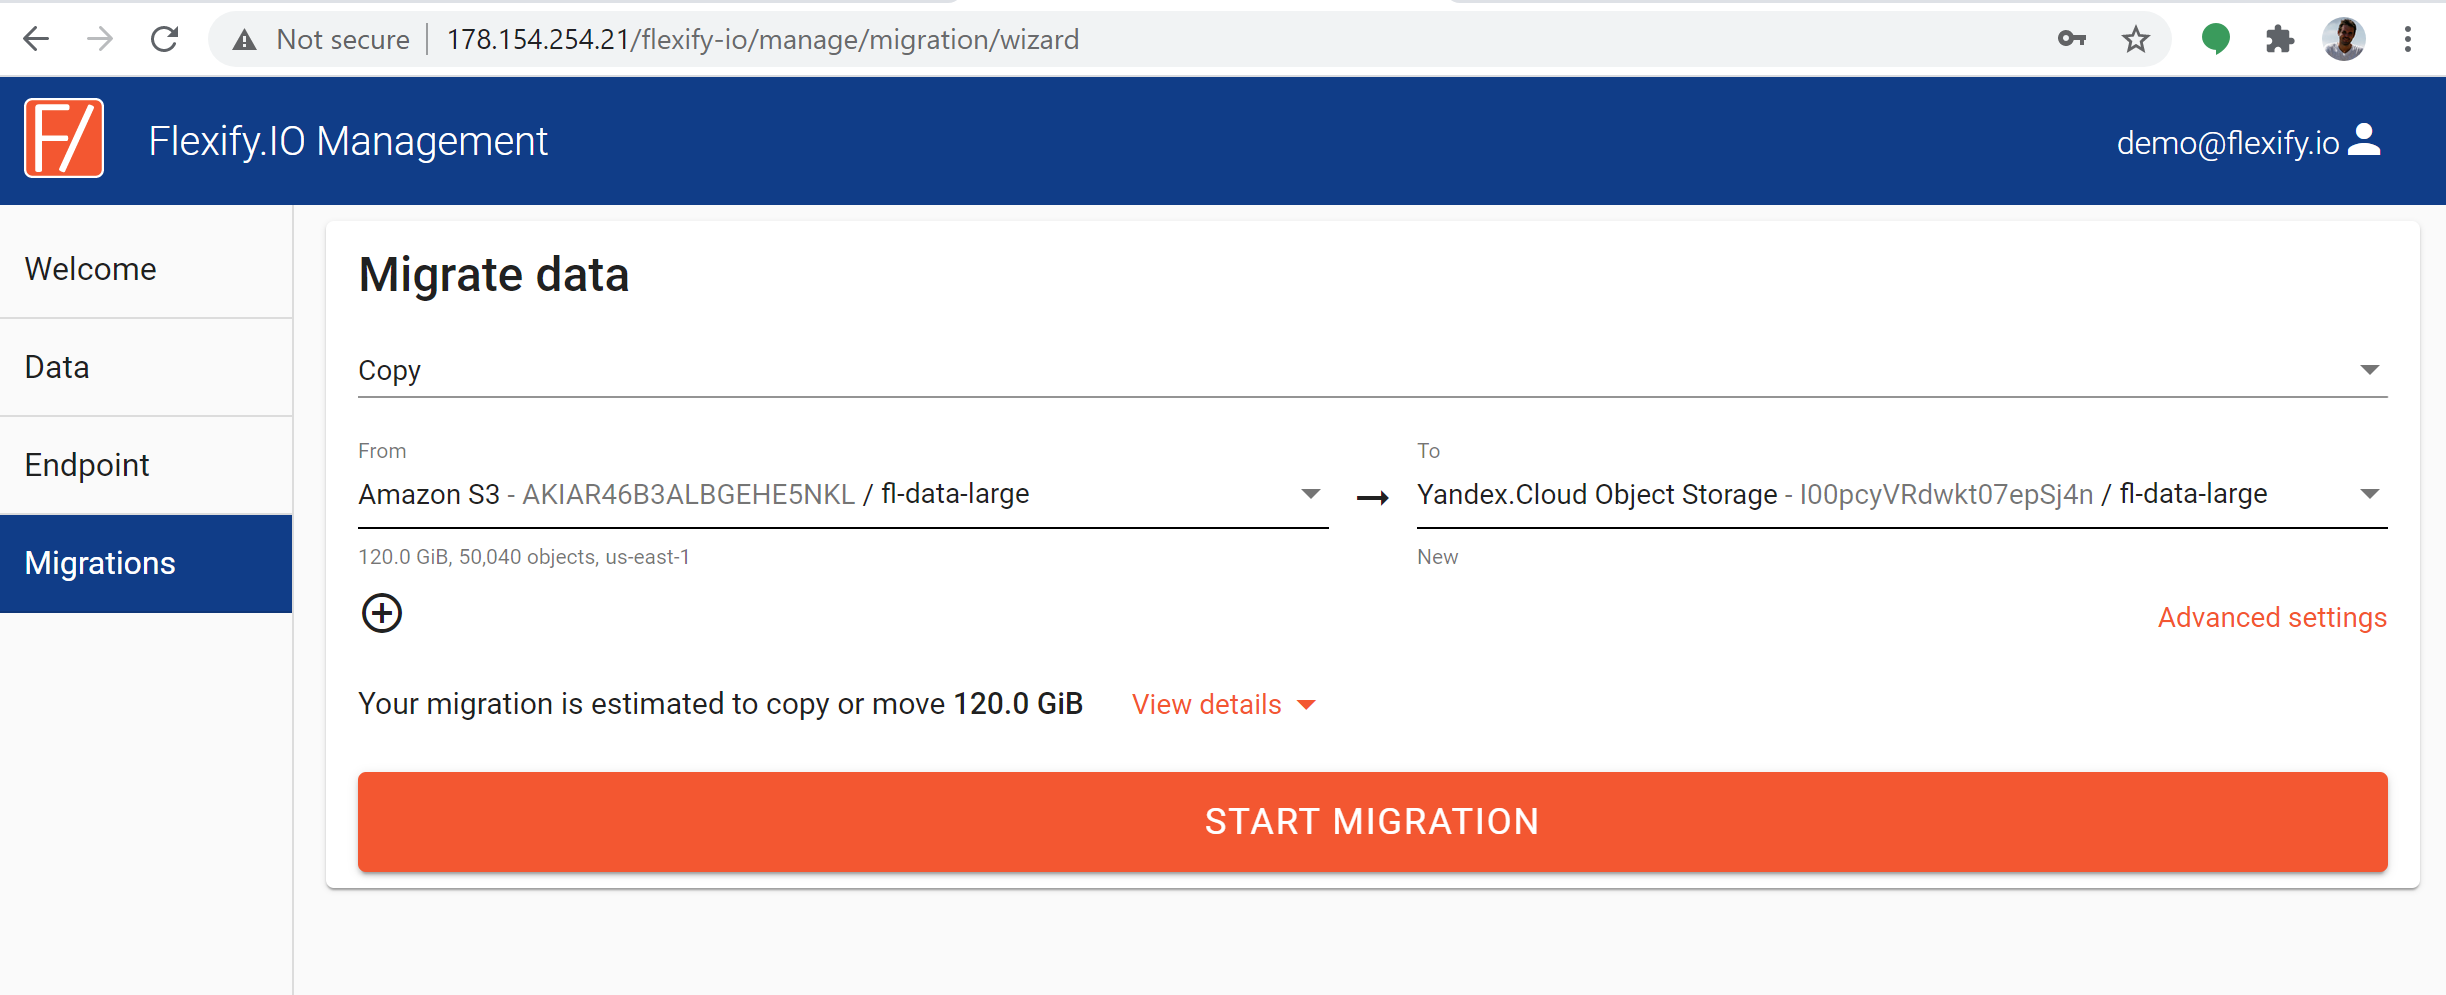 Not secure 178.154.254.21/flexify-io/manage/migration/wizard
F/ Flexify.IO Management demo@flexify.io
Welcome
Data
Endpoint
Migrations
Migrate data
Copy
From To
Amazon S3 - AKIAR46B3ALBGEHE5NKL / fl-data-large Yandex.Cloud Object Storage - I00pcyVRdwkt07epSj4n / fl-data-large
120.0 GiB, 50,040 objects, us-east-1 New
Advanced settings
Your migration is estimated to copy or move 120.0 GiB View details
START MIGRATION